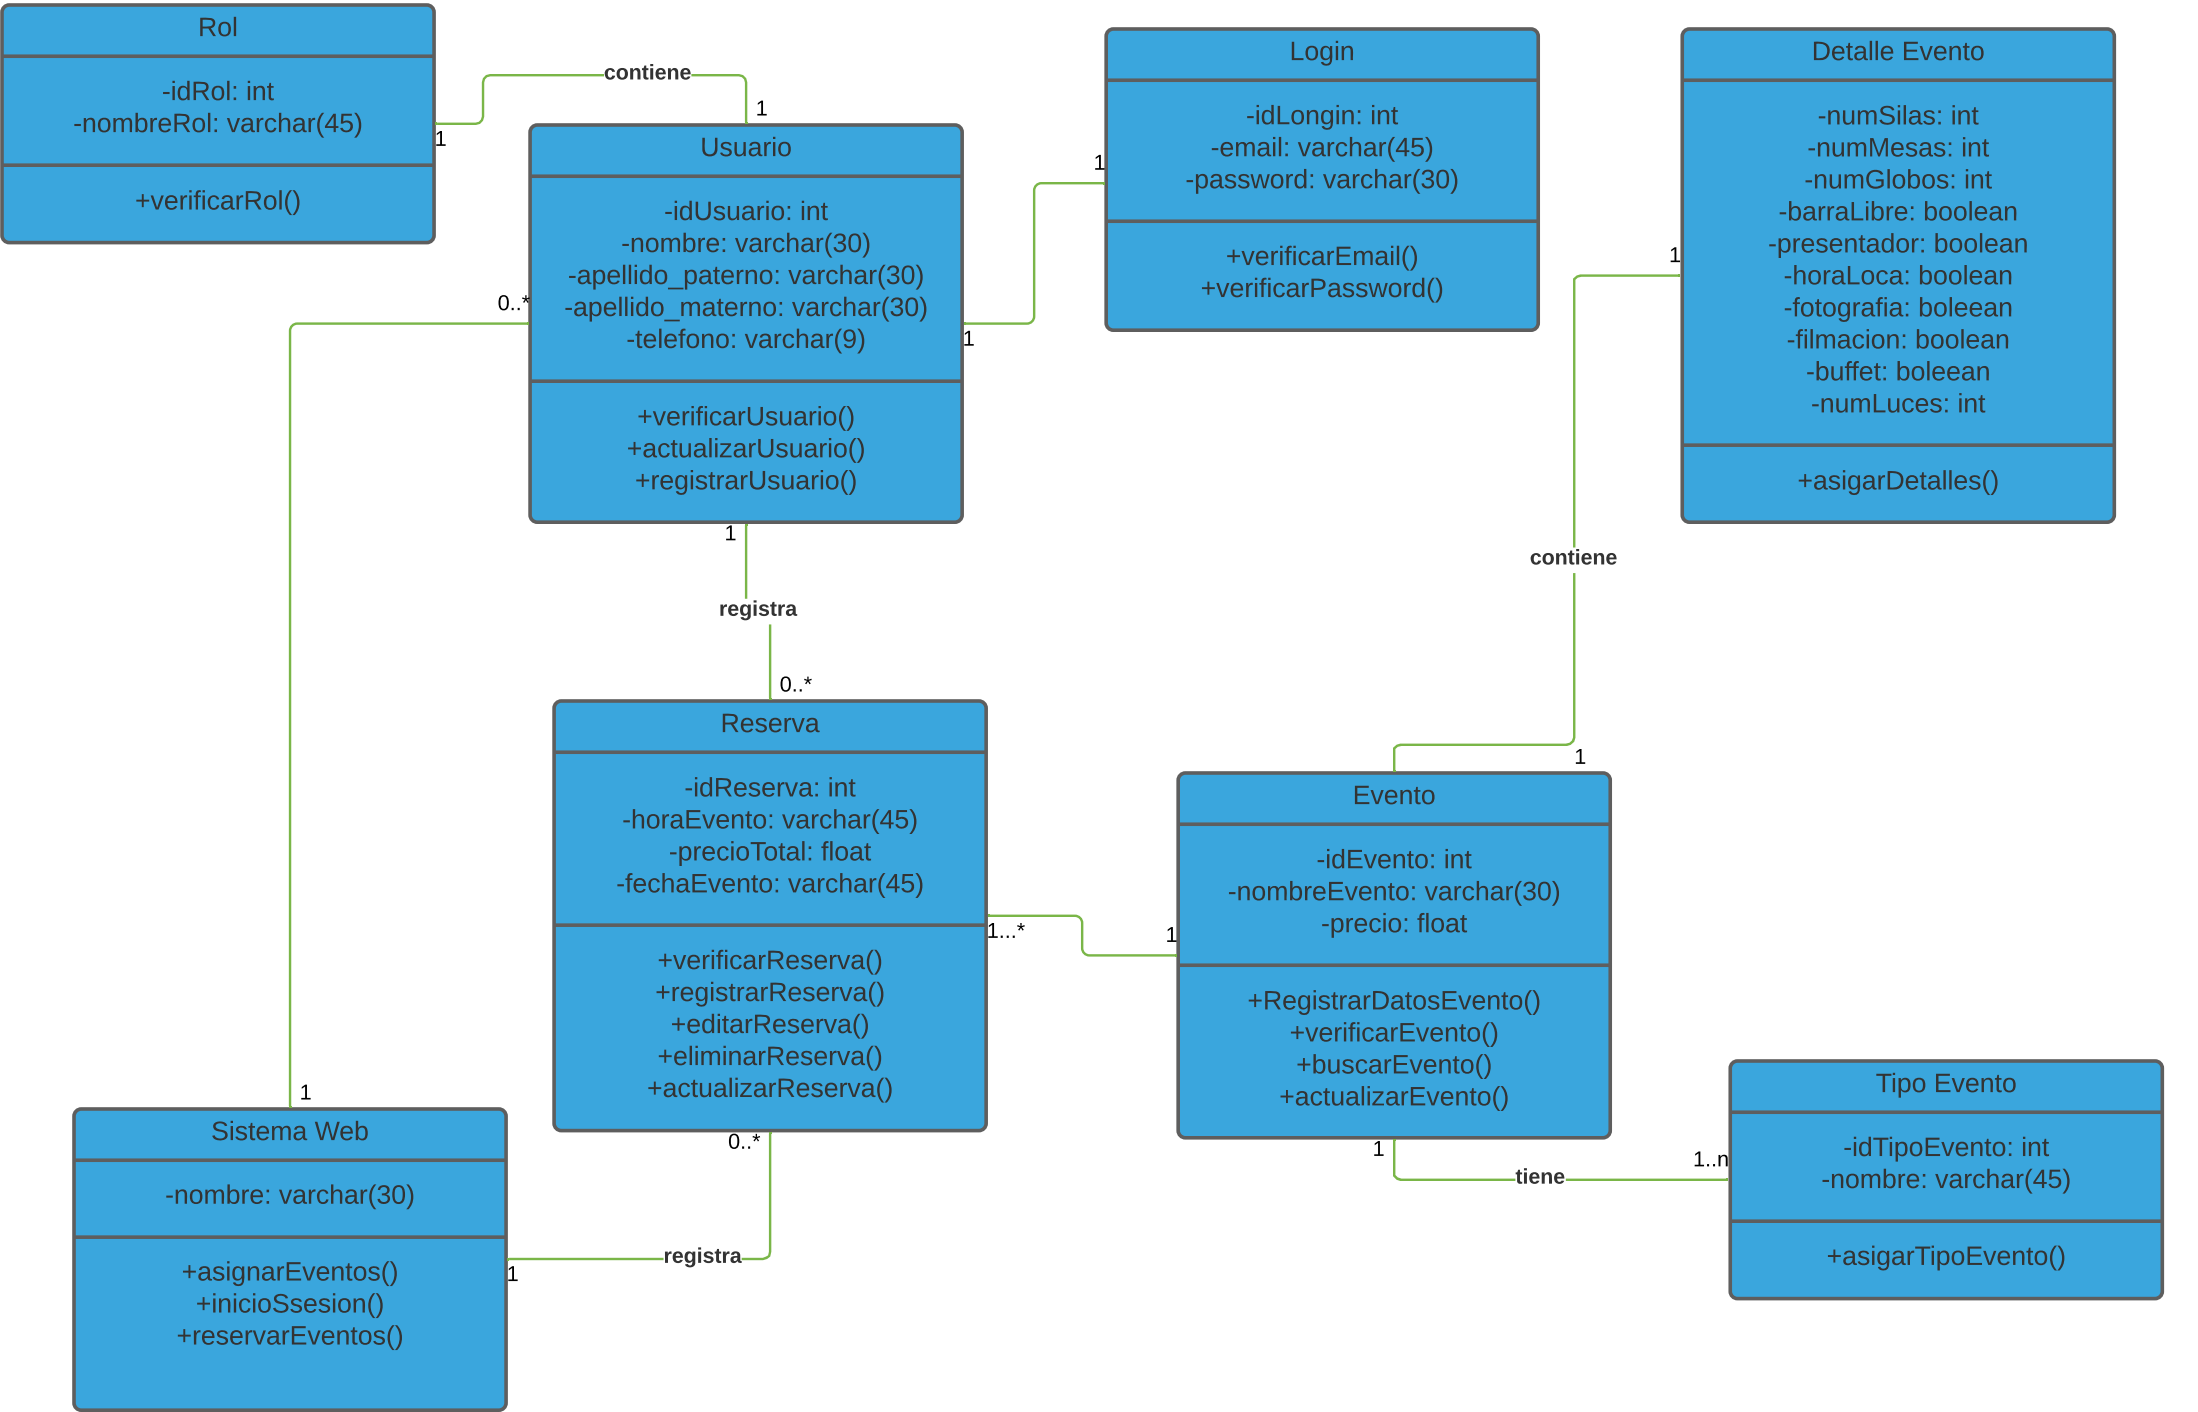 Rol
-idRol: int
-nombreRol: varchar(45)
+verificarRol()
contiene
1
1
Usuario
-idUsuario: int
-nombre: varchar(30)
-apellido_paterno: varchar(30)
-apellido_materno: varchar(30)
-telefono: varchar(9)
+verificarUsuario()
+actualizarUsuario()
+registrarUsuario()
0..*
1
1
Login
-idLongin: int
-email: varchar(45)
-password: varchar(30)
+verificarEmail()
+verificarPassword()
Detalle Evento
-numSilas: int
-numMesas: int
-numGlobos: int
-barraLibre: boolean
-presentador: boolean
-horaLoca: boolean
-fotografia: boleean
-filmacion: boolean
-buffet: boleean
-numLuces: int
+asigarDetalles()
1
contiene
1
1
registra
0..*
Reserva
-idReserva: int
-horaEvento: varchar(45)
-precioTotal: float
-fechaEvento: varchar(45)
+verificarReserva()
+registrarReserva()
+editarReserva()
+eliminarReserva()
+actualizarReserva()
1...*
1
Evento
-idEvento: int
-nombreEvento: varchar(30)
-precio: float
+RegistrarDatosEvento()
+verificarEvento()
+buscarEvento()
+actualizarEvento()
1
tiene
1..n
Tipo Evento
-idTipoEvento: int
-nombre: varchar(45)
+asigarTipoEvento()
1
Sistema Web
-nombre: varchar(30)
+asignarEventos()
+inicioSsesion()
+reservarEventos()
0..*
registra
1